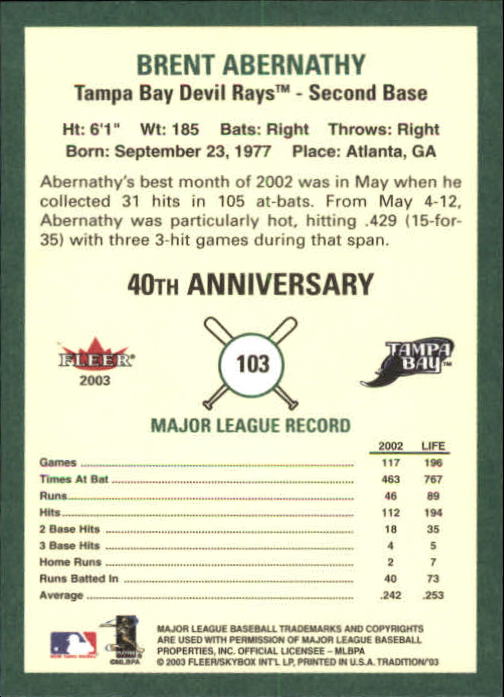 BRENT ABERNATHY
Tampa Bay Devil Rays™ - Second Base
Ht: 6'1" Wt: 185 Bats: Right Throws: Right
Born: September 23, 1977 Place: Atlanta, GA
Abernathy's best month of 2002 was in May when he
collected 31 hits in 105 at-bats. From May 4-12,
Abernathy was particularly hot, hitting .429 (15-for-
35) with three 3-hit games during that span.
40TH ANNIVERSARY
FLEER®
2003
103
TAMPA
BAY™
MAJOR LEAGUE RECORD
2002 LIFE
Games 117 196
Times At Bat 463 767
Runs 46 89
Hits 112 194
2 Base Hits 18 35
3 Base Hits 4 5
Home Runs 2 7
Runs Batted In 40 73
Average .242 .253
©MLBPA
MAJOR LEAGUE BASEBALL TRADEMARKS AND COPYRIGHTS
ARE USED WITH PERMISSION OF MAJOR LEAGUE BASEBALL
PROPERTIES, INC. OFFICIAL LICENSEE – MLBPA
© 2003 FLEER/SKYBOX INT'L LP, PRINTED IN U.S.A. TRADITION/'03